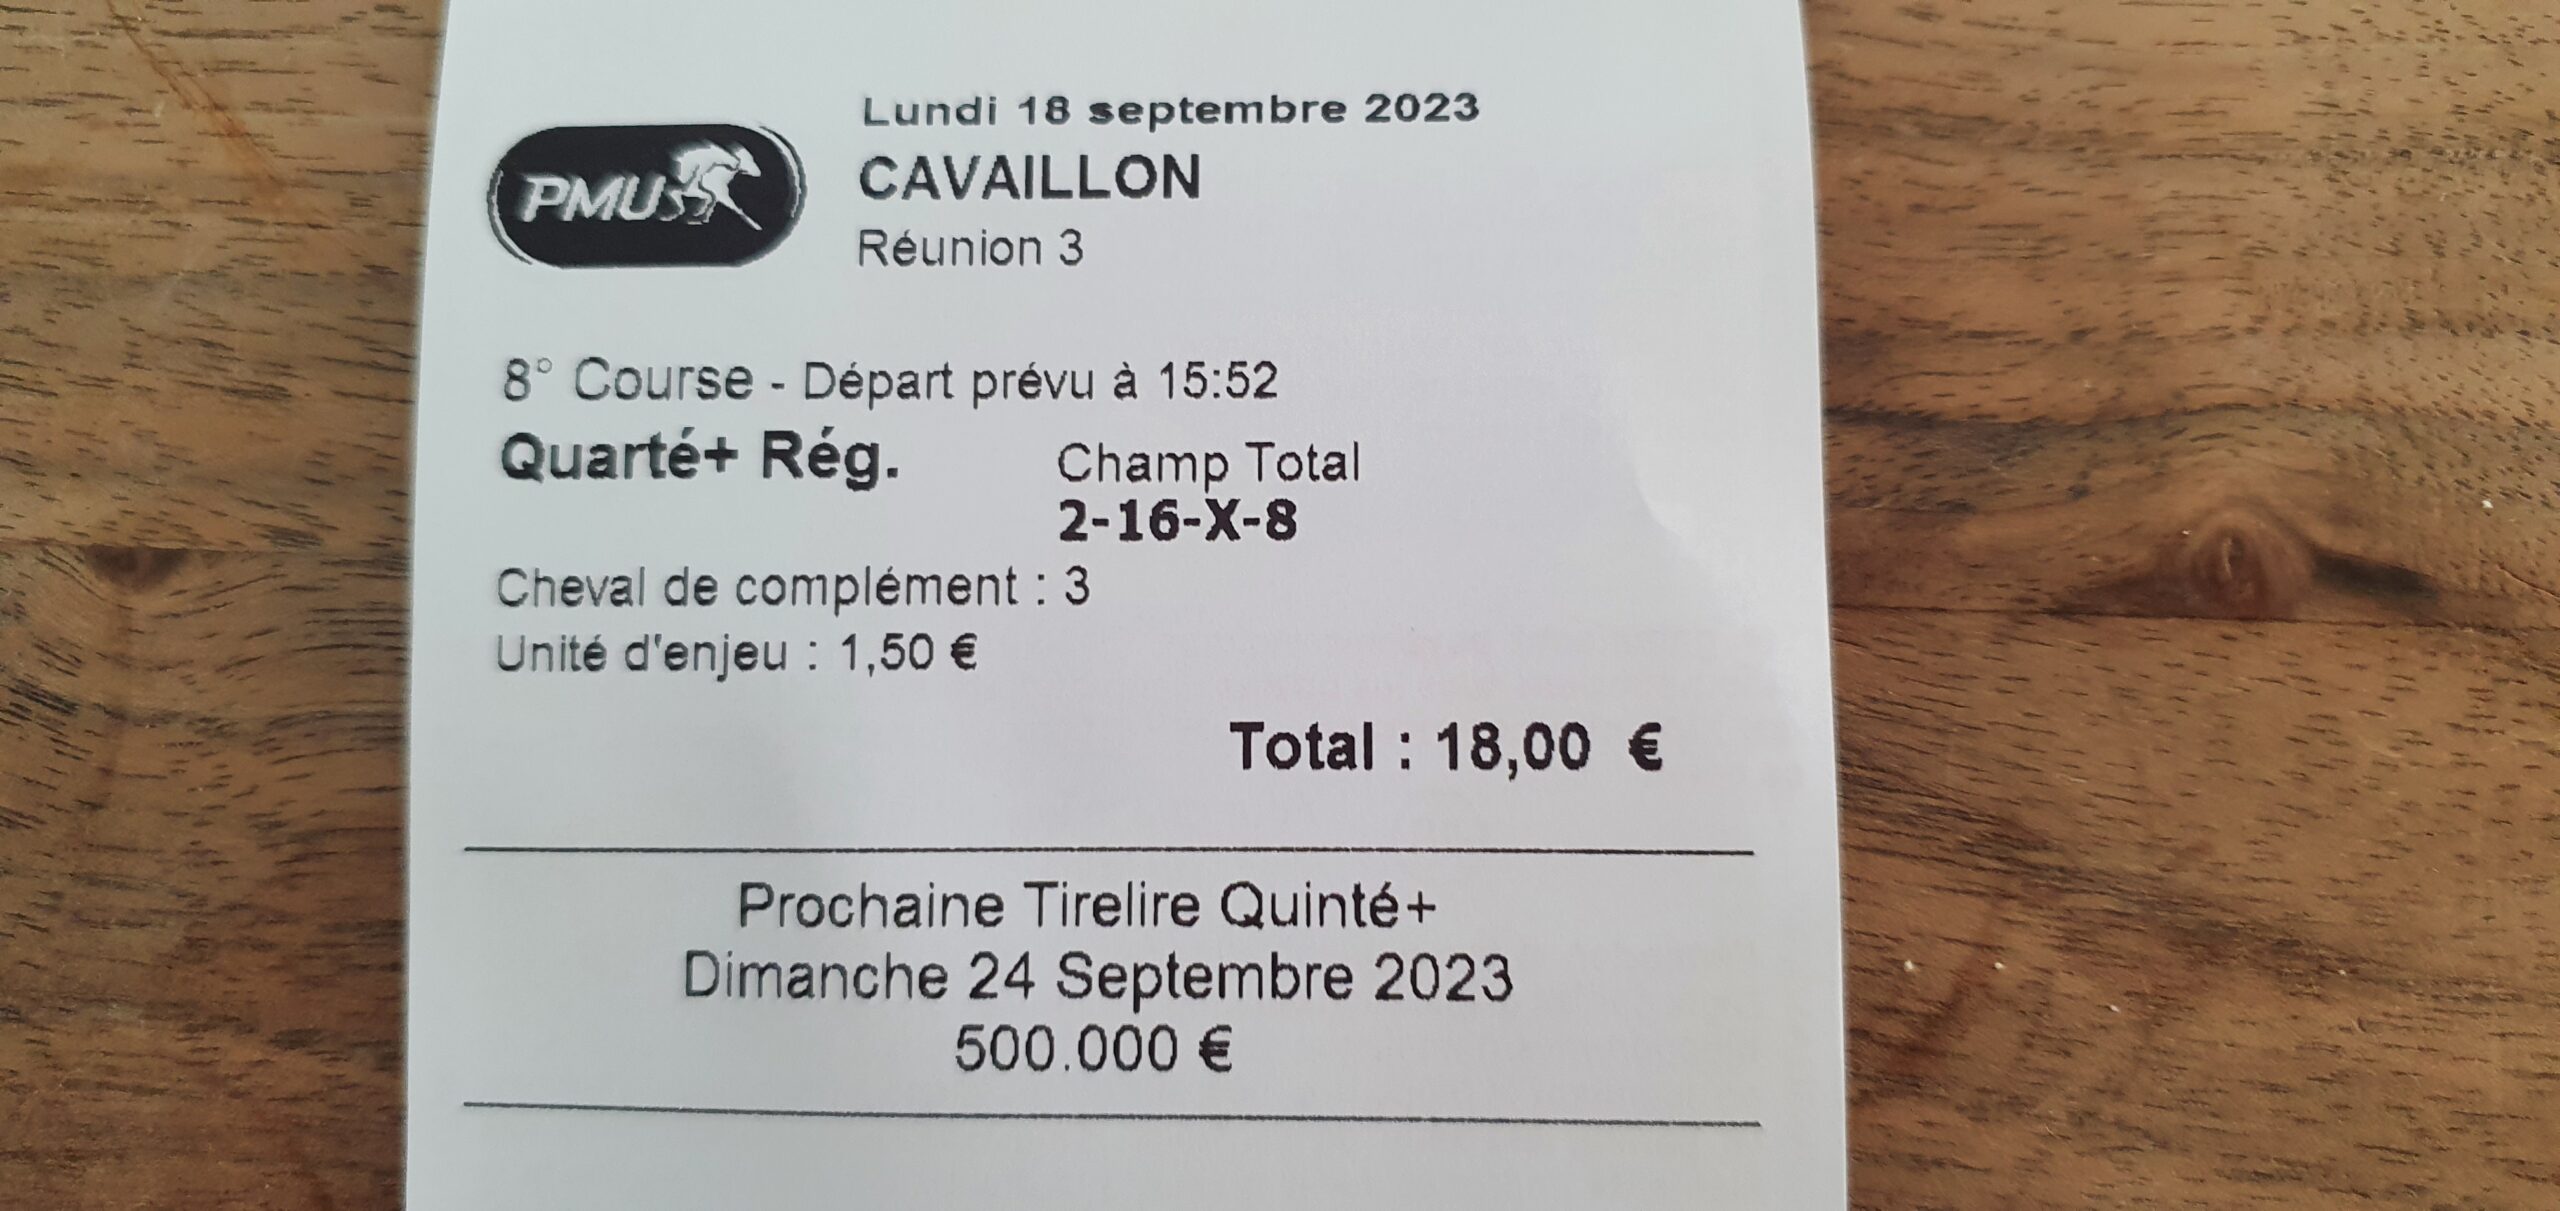 Lundi 18 septembre 2023
PMU
CAVAILLON
Réunion 3
8° Course - Départ prévu à 15:52
Quarté+ Rég. Champ Total
2-16-X-8
Cheval de complément : 3
Unité d'enjeu : 1,50 €
Total : 18,00 €
Prochaine Tirelire Quinté+
Dimanche 24 Septembre 2023
500.000 €